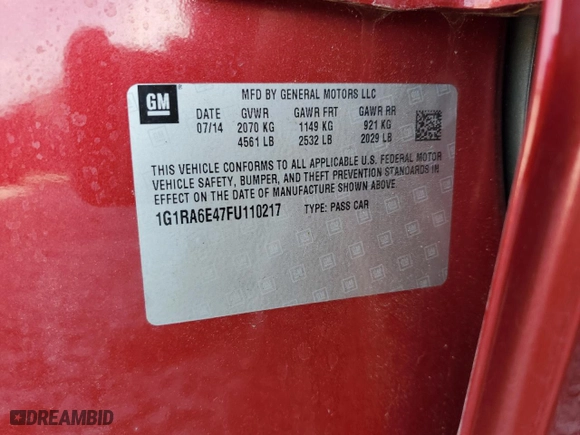 GM
MFD BY GENERAL MOTORS LLC
DATE GVWR GAWR FRT GAWR RR
07/14 2070 KG 1149 KG 921 KG
4561 LB 2532 LB 2029 LB
THIS VEHICLE CONFORMS TO ALL APPLICABLE U.S. FEDERAL MOTOR
VEHICLE SAFETY, BUMPER, AND THEFT PREVENTION STANDARDS IN
EFFECT ON THE DATE OF MANUFACTURE SHOWN ABOVE
1G1RA6E47FU110217 TYPE: PASS CAR
DREAMBID